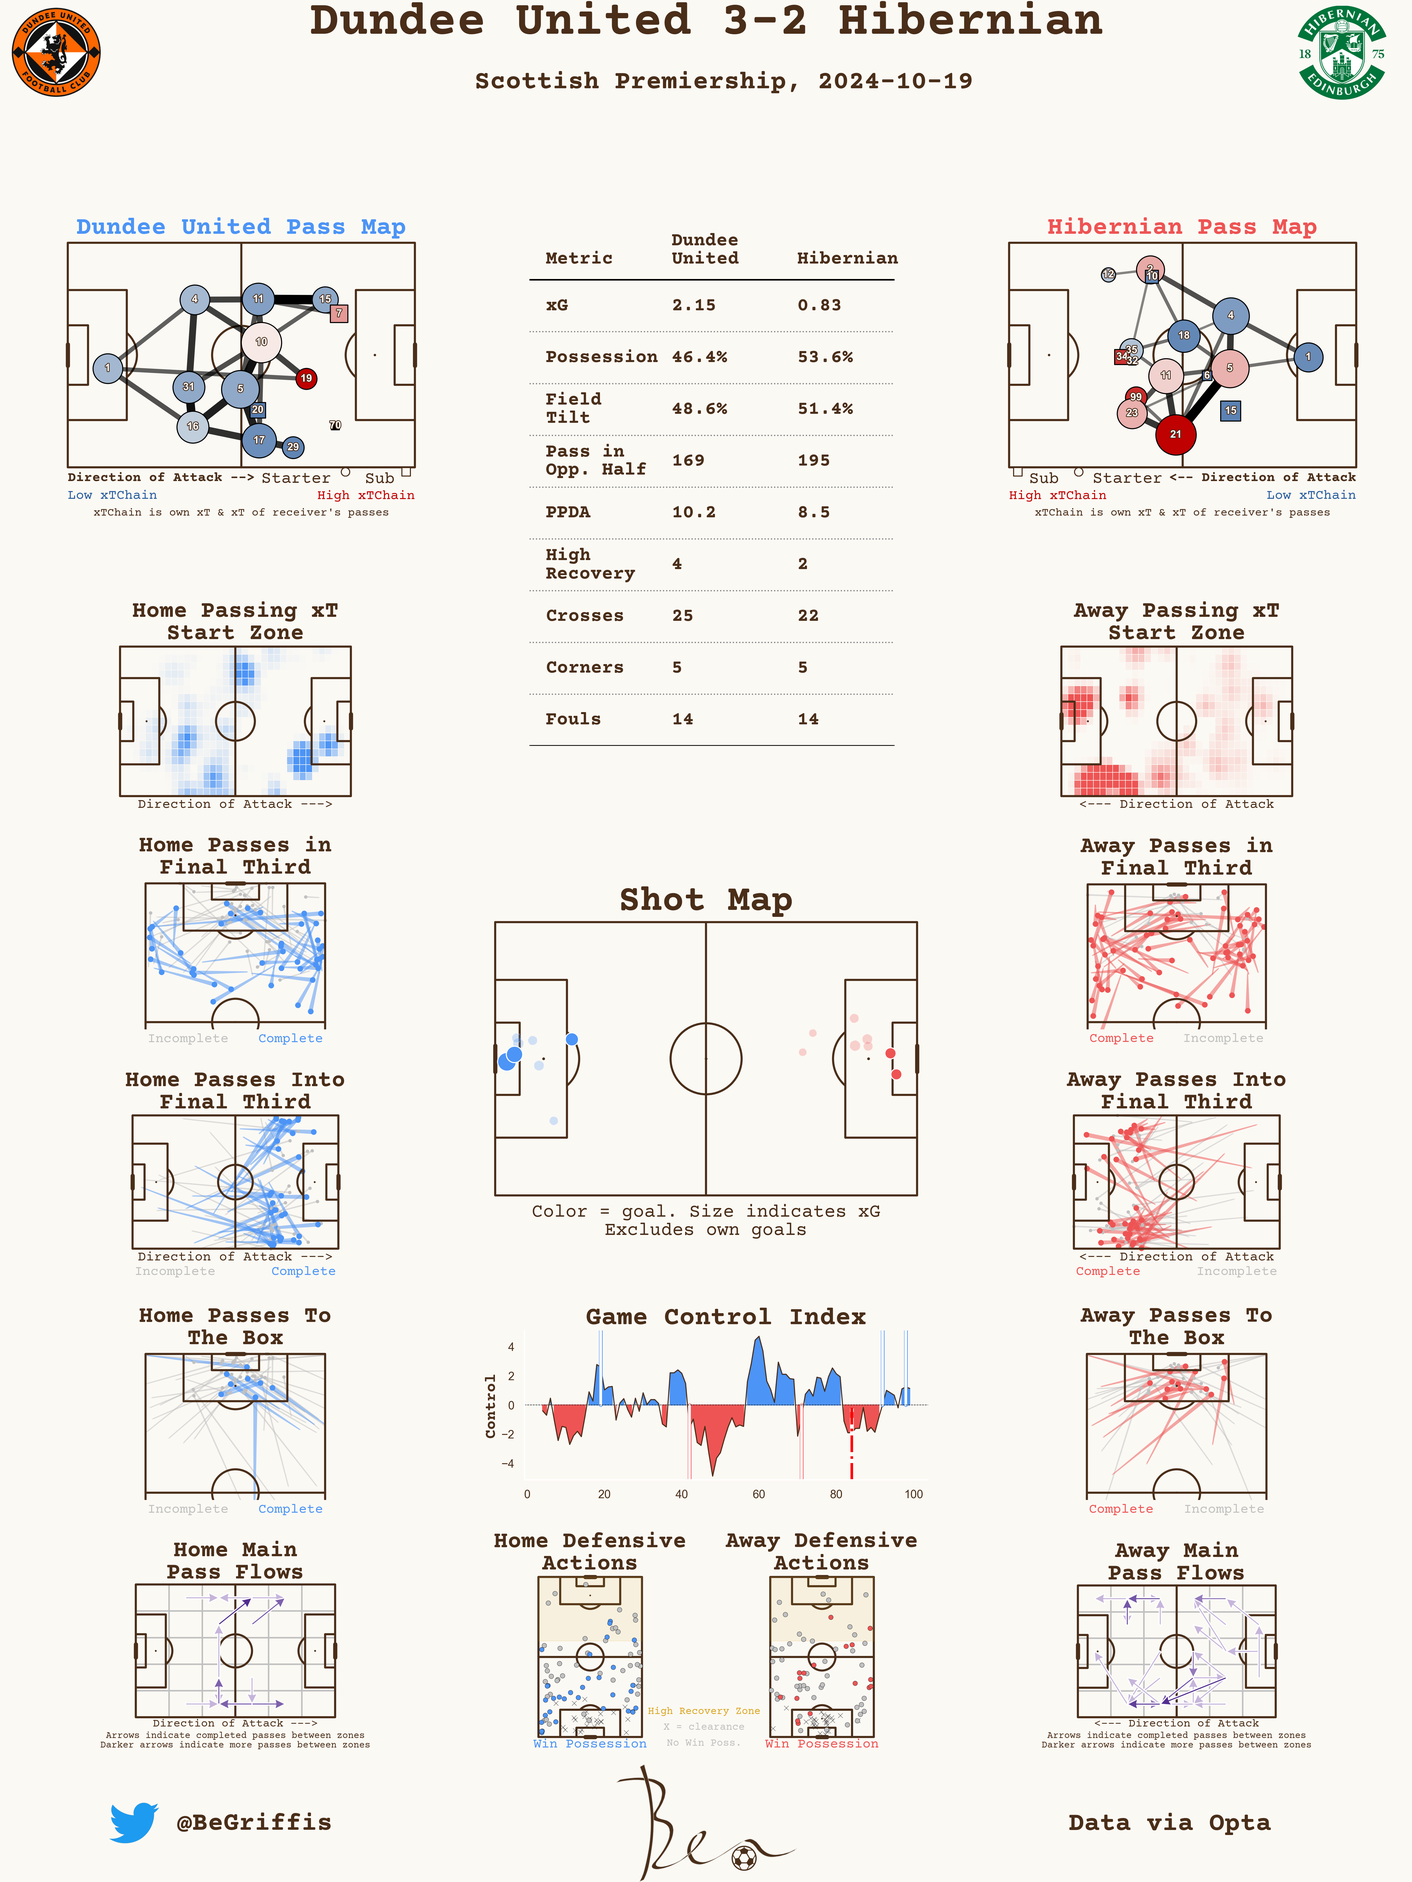 Dundee United 3-2 Hibernian
Scottish Premiership, 2024-10-19
DUNDEE UNITED
FOOTBALL CLUB
HIBERNIAN
18 75
EDINBURGH
Dundee United Pass Map
4 11 15 7 10 1 31 5 19 20 16 17 29 70
Direction of Attack --> Starter Sub
Low xTChain High xTChain
xTChain is own xT & xT of receiver's passes
Metric Dundee United Hibernian
xG 2.15 0.83
Possession 46.4% 53.6%
Field Tilt 48.6% 51.4%
Pass in Opp. Half 169 195
PPDA 10.2 8.5
High Recovery 4 2
Crosses 25 22
Corners 5 5
Fouls 14 14
Hibernian Pass Map
12 2 10 4 18 35 34 32 1 11 6 5 99 23 15 21
Sub Starter <-- Direction of Attack
High xTChain Low xTChain
xTChain is own xT & xT of receiver's passes
Home Passing xT
Start Zone
Direction of Attack --->
Away Passing xT
Start Zone
<--- Direction of Attack
Home Passes in
Final Third
Incomplete Complete
Away Passes in
Final Third
Complete Incomplete
Shot Map
Color = goal. Size indicates xG
Excludes own goals
Home Passes Into
Final Third
Direction of Attack --->
Incomplete Complete
Away Passes Into
Final Third
<--- Direction of Attack
Complete Incomplete
Home Passes To
The Box
Incomplete Complete
Game Control Index
Control
4
2
0
−2
−4
0 20 40 60 80 100
Away Passes To
The Box
Complete Incomplete
Home Main
Pass Flows
Direction of Attack --->
Arrows indicate completed passes between zones
Darker arrows indicate more passes between zones
Home Defensive
Actions
Win Possession
Away Defensive
Actions
Win Possession
High Recovery Zone
X = clearance
No Win Poss.
Away Main
Pass Flows
<--- Direction of Attack
Arrows indicate completed passes between zones
Darker arrows indicate more passes between zones
@BeGriffis
Ben
Data via Opta